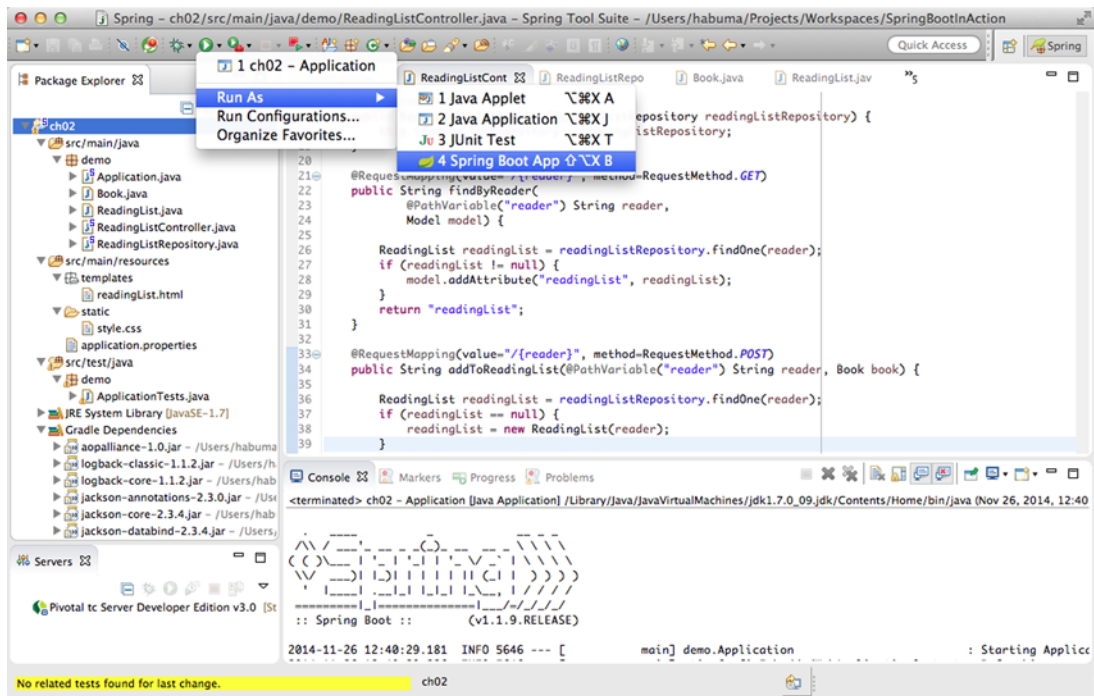 Spring – ch02/src/main/java/demo/ReadingListController.java – Spring Tool Suite – /Users/habuma/Projects/Workspaces/SpringBootInAction
Quick Access
Spring
1 ch02 – Application
Run As
Run Configurations...
Organize Favorites...
1 Java Applet ⌥⌘X A
2 Java Application ⌥⌘X J
Ju 3 JUnit Test ⌥⌘X T
4 Spring Boot App ⇧⌥X B
Package Explorer
ch02
src/main/java
demo
Application.java
Book.java
ReadingList.java
ReadingListController.java
ReadingListRepository.java
src/main/resources
templates
readingList.html
static
style.css
application.properties
src/test/java
demo
ApplicationTests.java
JRE System Library [JavaSE-1.7]
Gradle Dependencies
aopalliance-1.0.jar – /Users/habuma
logback-classic-1.1.2.jar – /Users/h
logback-core-1.1.2.jar – /Users/hab
jackson-annotations-2.3.0.jar – /Use
jackson-core-2.3.4.jar – /Users/hab
jackson-databind-2.3.4.jar – /Users/
Servers
Pivotal tc Server Developer Edition v3.0 [St
ReadingListCont
ReadingListRepo
Book.java
ReadingList.jav
»5
epository readingListRepository) {
istRepository;
20
21 @RequestMapping(value="/{reader}", method=RequestMethod.GET)
22 public String findByReader(
23 @PathVariable("reader") String reader,
24 Model model) {
25
26 ReadingList readingList = readingListRepository.findOne(reader);
27 if (readingList != null) {
28 model.addAttribute("readingList", readingList);
29 }
30 return "readingList";
31 }
32
33 @RequestMapping(value="/{reader}", method=RequestMethod.POST)
34 public String addToReadingList(@PathVariable("reader") String reader, Book book) {
35
36 ReadingList readingList = readingListRepository.findOne(reader);
37 if (readingList == null) {
38 readingList = new ReadingList(reader);
39 }
Console
Markers
Progress
Problems
<terminated> ch02 – Application [Java Application] /Library/Java/JavaVirtualMachines/jdk1.7.0_09.jdk/Contents/Home/bin/java (Nov 26, 2014, 12:40
:: Spring Boot :: (v1.1.9.RELEASE)
2014-11-26 12:40:29.181 INFO 5646 --- [ main] demo.Application : Starting Applicc
No related tests found for last change.
ch02